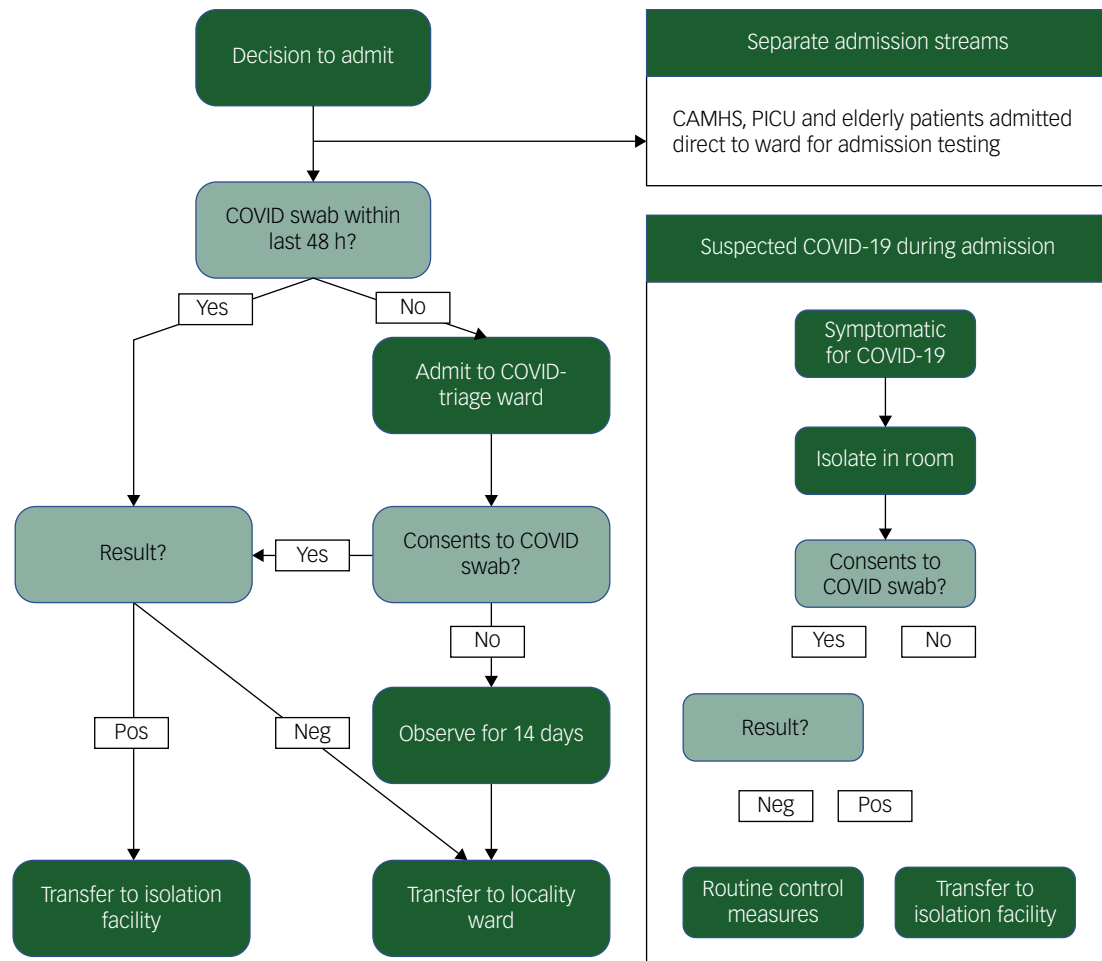 Decision to admit
COVID swab within
last 48 h?
Yes
No
Admit to COVID-
triage ward
Result?
Yes
Consents to COVID
swab?
No
Pos
Neg
Observe for 14 days
Transfer to isolation
facility
Transfer to locality
ward
Separate admission streams
CAMHS, PICU and elderly patients admitted
direct to ward for admission testing
Suspected COVID-19 during admission
Symptomatic
for COVID-19
Isolate in room
Consents to
COVID swab?
Yes
No
Result?
Neg
Pos
Routine control
measures
Transfer to
isolation facility